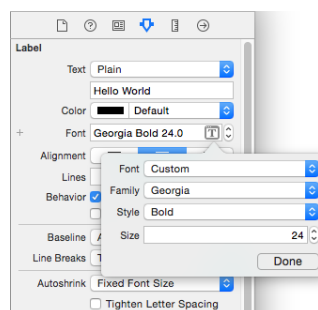 Label
Text Plain
Hello World
Color Default
+ Font Georgia Bold 24.0 T
Alignment
Font Custom
Lines
Family Georgia
Behavior
Style Bold
Baseline
Size 24
Line Breaks
Done
Autoshrink Fixed Font Size
Tighten Letter Spacing